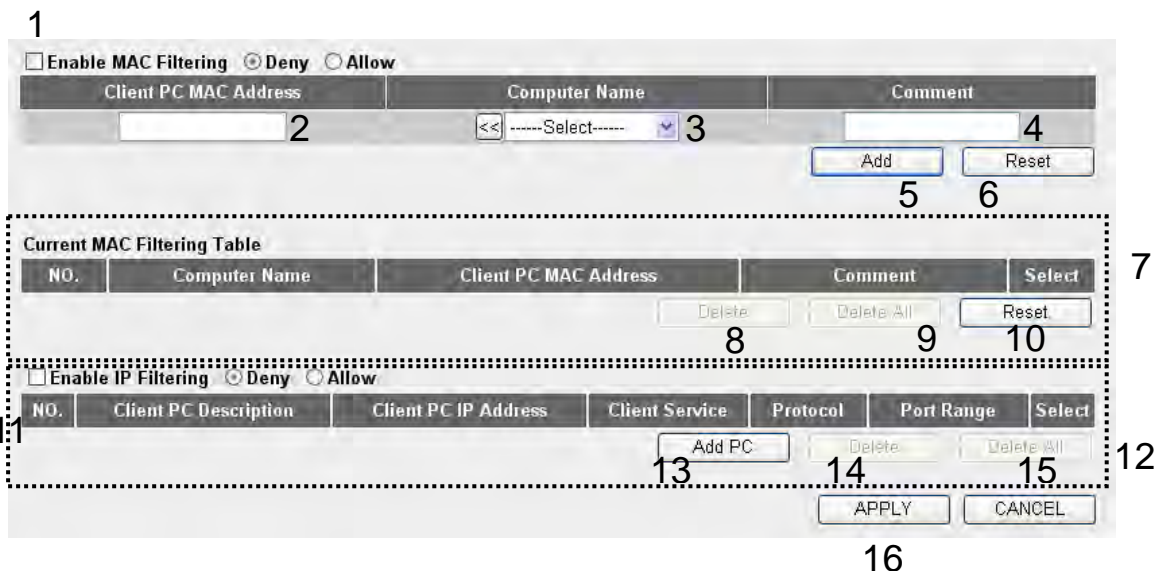 1
Enable MAC Filtering Deny Allow
Client PC MAC Address Computer Name Comment
2 << ------Select------ 3 4
Add Reset
5 6
Current MAC Filtering Table
7
NO. Computer Name Client PC MAC Address Comment Select
Delete Delete All Reset
8 9 10
Enable IP Filtering Deny Allow
NO. Client PC Description Client PC IP Address Client Service Protocol Port Range Select
11
Add PC Delete Delete All
12
13 14 15
APPLY CANCEL
16